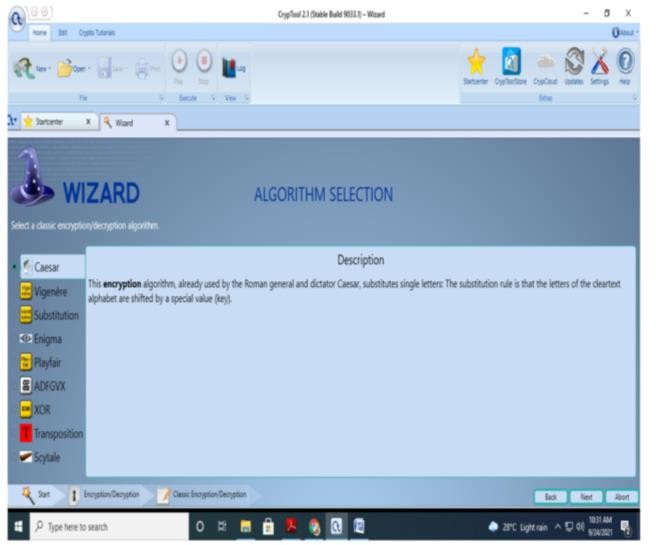 CrypTool 2.1 (Stable Build 9033.1) – Wizard
Home Edit Crypto Tutorials About
New Open Save Print Play Stop Log Startcenter CrypToolStore CrypCloud Updates Settings Help
File Execute View Extras
Startcenter x Wizard x
WIZARD ALGORITHM SELECTION
Select a classic encryption/decryption algorithm.
Caesar
Vigenère
Substitution
Enigma
Playfair
ADFGVX
XOR
Transposition
Scytale
Description
This encryption algorithm, already used by the Roman general and dictator Caesar, substitutes single letters: The substitution rule is that the letters of the cleartext
alphabet are shifted by a special value (key).
Start Encryption/Decryption Classic Encryption/Decryption Back Next Abort
Type here to search 28°C Light rain 10:31 AM
9/24/2021